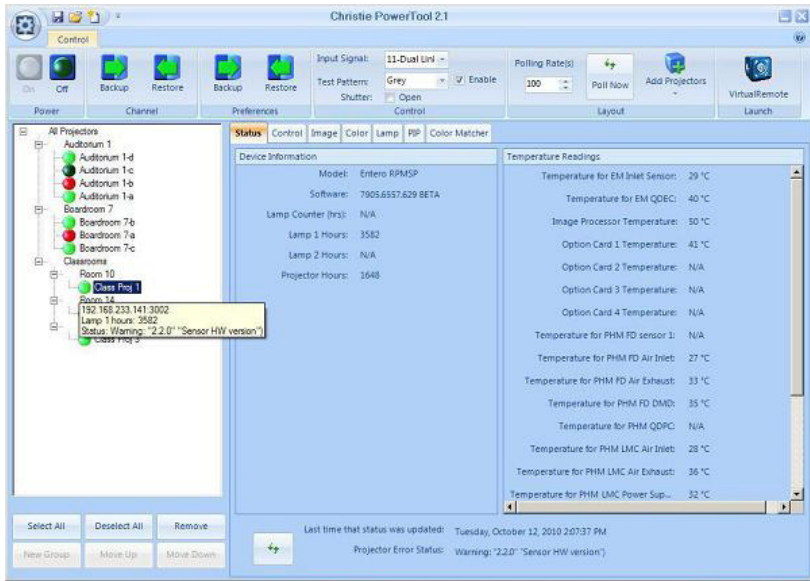 Christie PowerTool 2.1
Control
On Off
Backup Restore
Backup Restore
Input Signal: 11-Dual Linl
Test Pattern: Grey Enable
Shutter: Open
Polling Rate(s)
100
Poll Now
Add Projectors
VirtualRemote
Power Channel Preferences Control Layout Launch
All Projectors
Auditorium 1
Auditorium 1-d
Auditorium 1-c
Auditorium 1-b
Auditorium 1-a
Boardroom 7
Boardroom 7-b
Boardroom 7-a
Boardroom 7-c
Classrooms
Room 10
Class Proj 1
Room 14
192.168.233.141:3002
Lamp 1 hours: 3582
Status: Warning: "2.2.0" "Sensor HW version")
Class Proj 3
Select All Deselect All Remove
New Group Move Up Move Down
Status Control Image Color Lamp PIP Color Matcher
Device Information
Model: Entero RPMSP
Software: 7905.6557.629 BETA
Lamp Counter (hrs): N/A
Lamp 1 Hours: 3582
Lamp 2 Hours: N/A
Projector Hours: 1648
Temperature Readings
Temperature for EM Inlet Sensor: 29 °C
Temperature for EM QDEC: 40 °C
Image Processor Temperature: 50 °C
Option Card 1 Temperature: 41 °C
Option Card 2 Temperature: N/A
Option Card 3 Temperature: N/A
Option Card 4 Temperature: N/A
Temperature for PHM FD sensor 1: N/A
Temperature for PHM FD Air Inlet: 27 °C
Temperature for PHM FD Air Exhaust: 33 °C
Temperature for PHM FD DMD: 35 °C
Temperature for PHM QDPC: N/A
Temperature for PHM LMC Air Inlet: 28 °C
Temperature for PHM LMC Air Exhaust: 36 °C
Temperature for PHM LMC Power Sup... 32 °C
Last time that status was updated: Tuesday, October 12, 2010 2:07:37 PM
Projector Error Status: Warning: "2.2.0" "Sensor HW version")